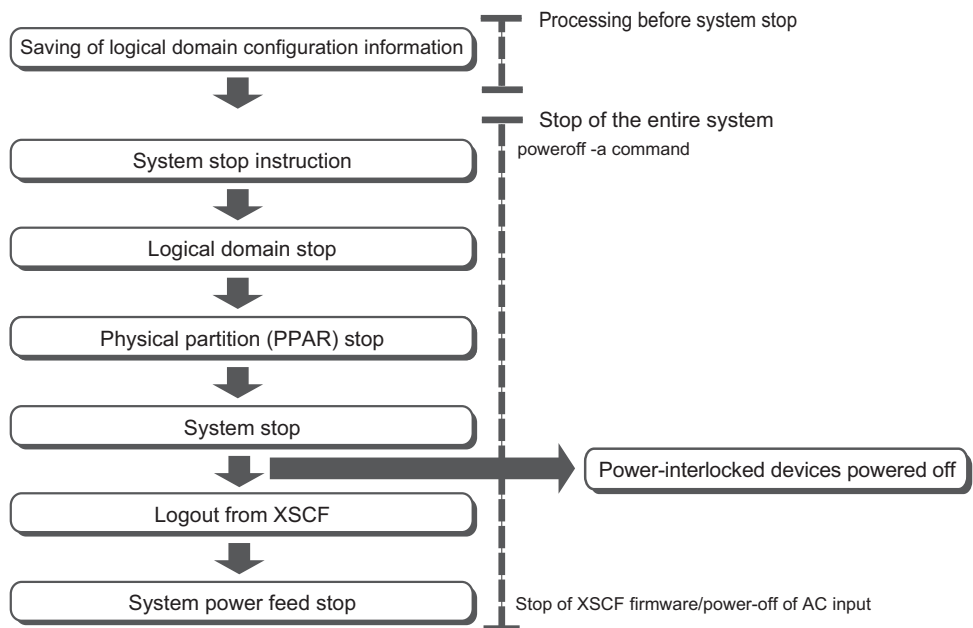 Processing before system stop
Saving of logical domain configuration information
Stop of the entire system
poweroff -a command
System stop instruction
Logical domain stop
Physical partition (PPAR) stop
System stop
Power-interlocked devices powered off
Logout from XSCF
System power feed stop
Stop of XSCF firmware/power-off of AC input